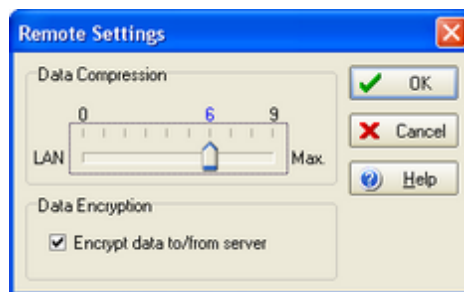 Remote Settings
Data Compression
0 6 9
LAN Max.
Data Encryption
Encrypt data to/from server
OK
Cancel
Help